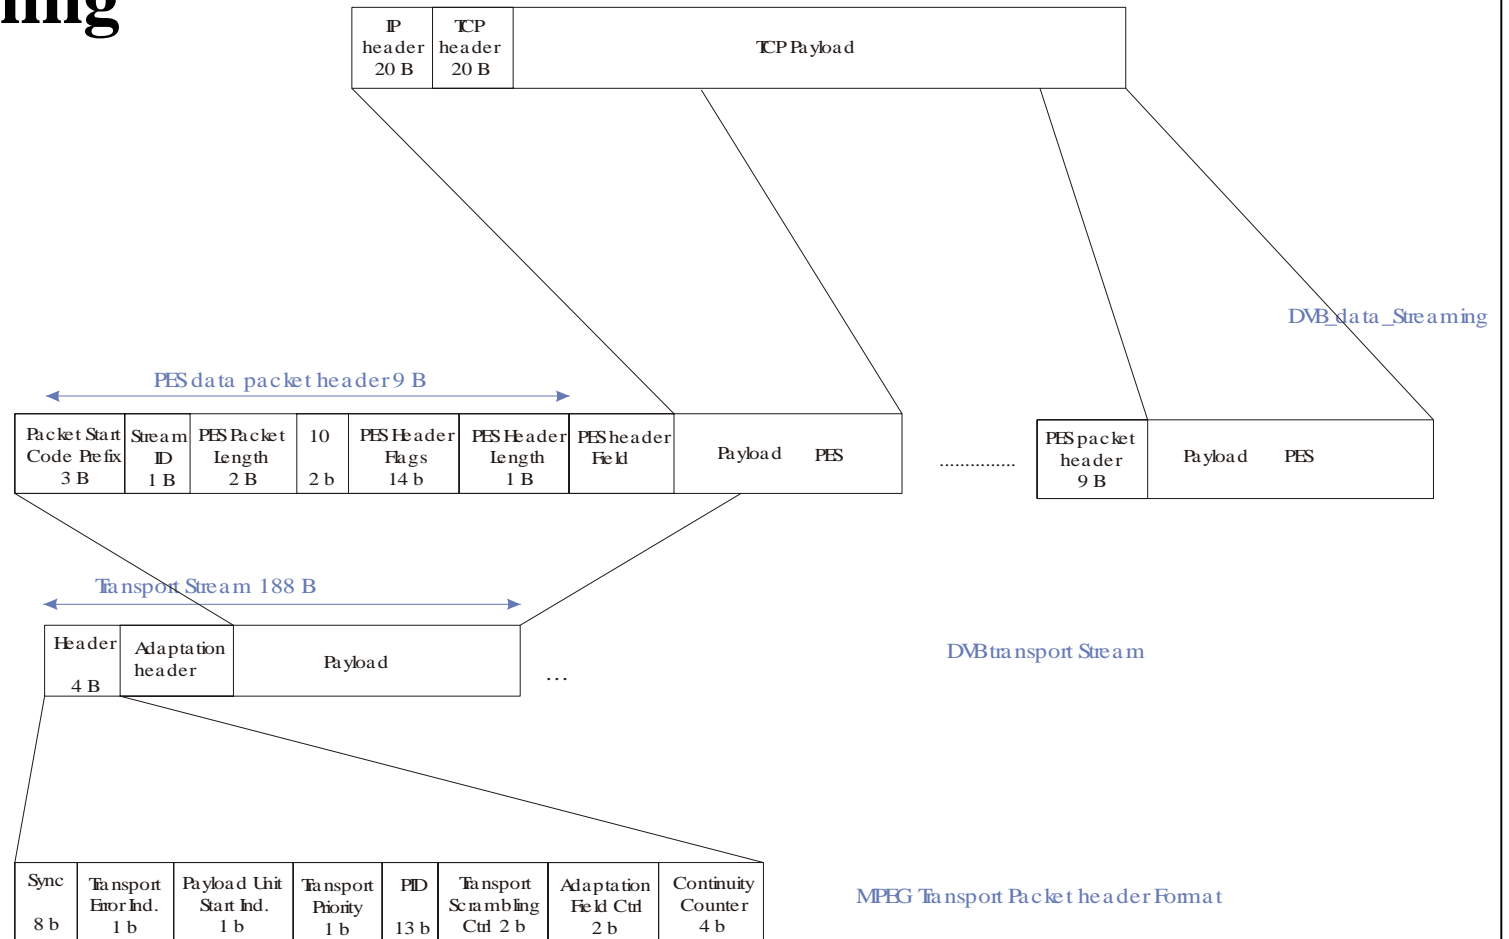 IP header 20 B
TCP header 20 B
TCP Payload
DVB_data_Streaming
PES data packet header 9 B
Packet Start Code Prefix 3 B
Stream ID 1 B
PES Packet Length 2 B
10 2 b
PES Header Flags 14 b
PES Header Length 1 B
PES header Field
Payload PES
...............
PES packet header 9 B
Payload PES
Transport Stream 188 B
Header 4 B
Adaptation header
Payload
...
DVB transport Stream
Sync 8 b
Transport Error Ind. 1 b
Payload Unit Start Ind. 1 b
Transport Priority 1 b
PID 13 b
Transport Scrambling Ctrl 2 b
Adaptation Field Ctrl 2 b
Continuity Counter 4 b
MPEG Transport Packet header Format